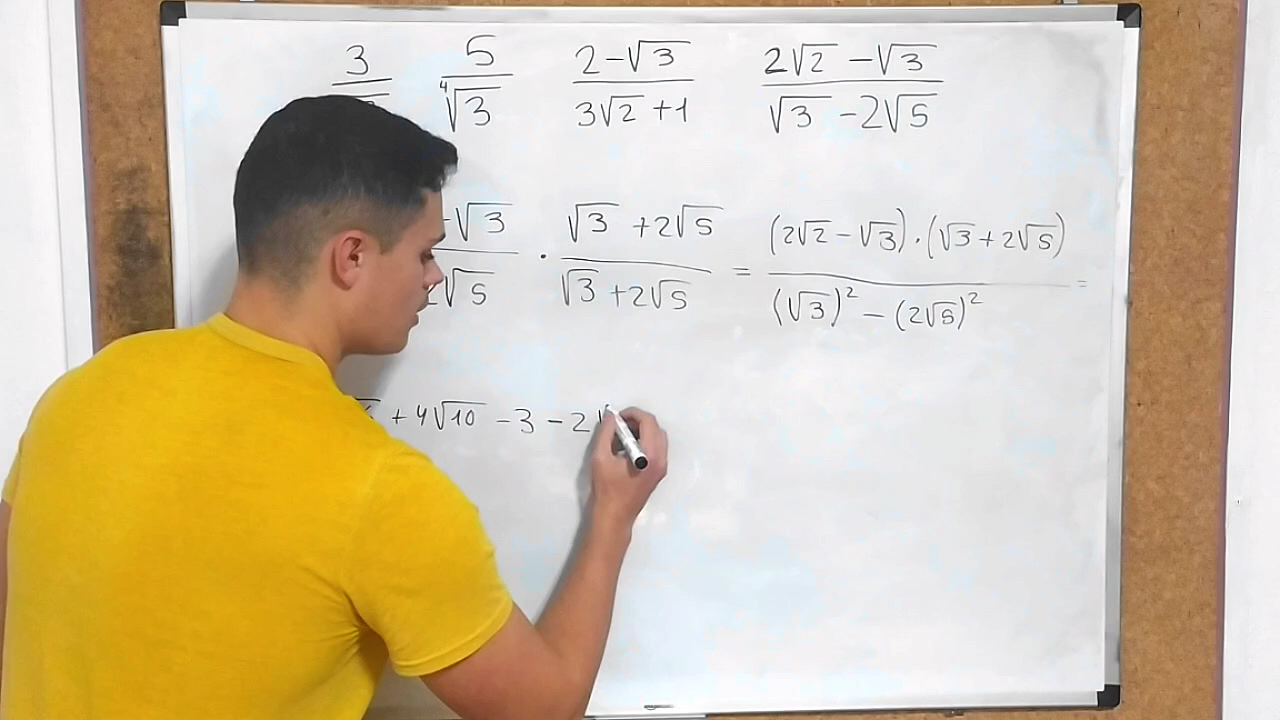 3 5/∜3 (2-√3)/(3√2+1) (2√2-√3)/(√3-2√5)
-√3/2√5 · (√3+2√5)/(√3+2√5) = ((2√2-√3)·(√3+2√5))/((√3)²-(2√5)²) =
+4√10 -3 -2√